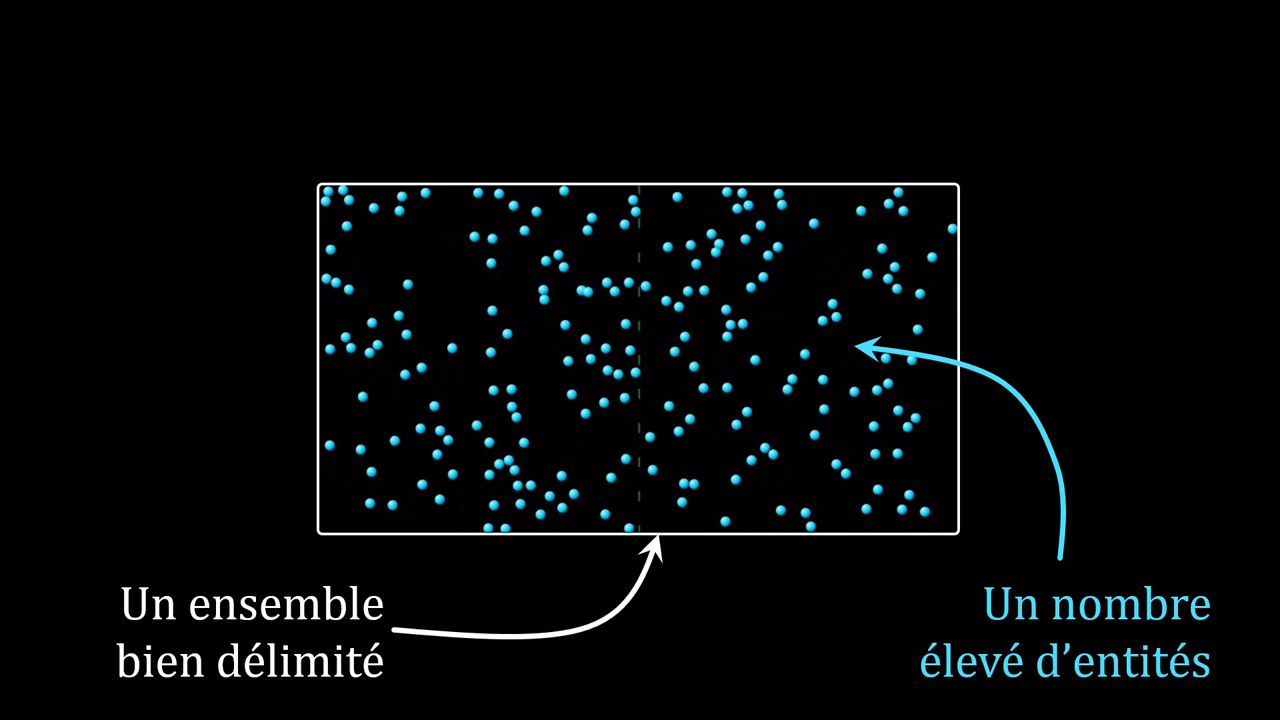 Un ensemble
bien délimité
Un nombre
élevé d’entités